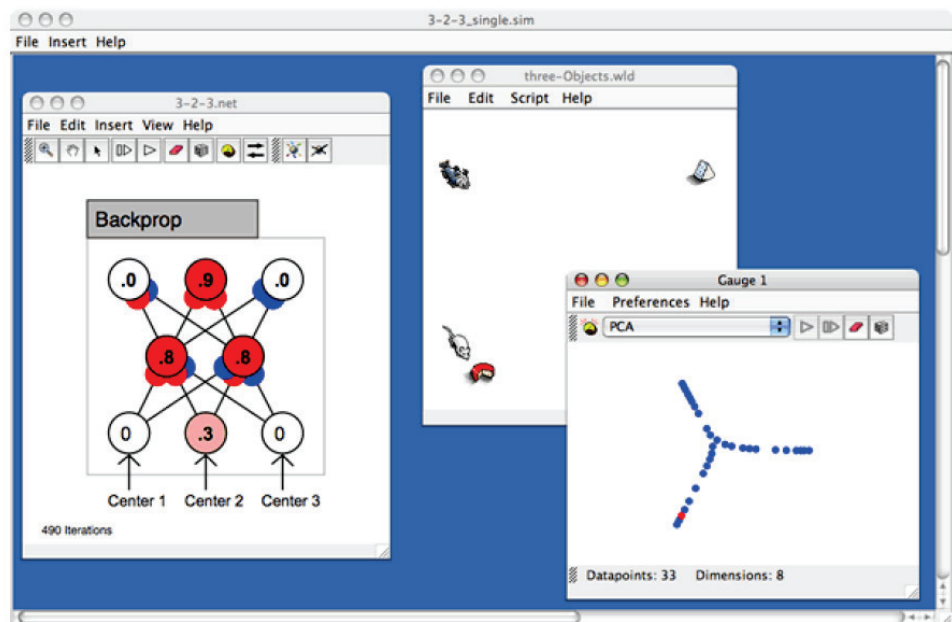 3-2-3_single.sim
File Insert Help
3-2-3.net
File Edit Insert View Help
Backprop
.0 .9 .0
.8 .8
0 .3 0
Center 1 Center 2 Center 3
490 Iterations
three-Objects.wld
File Edit Script Help
Gauge 1
File Preferences Help
PCA
Datapoints: 33 Dimensions: 8